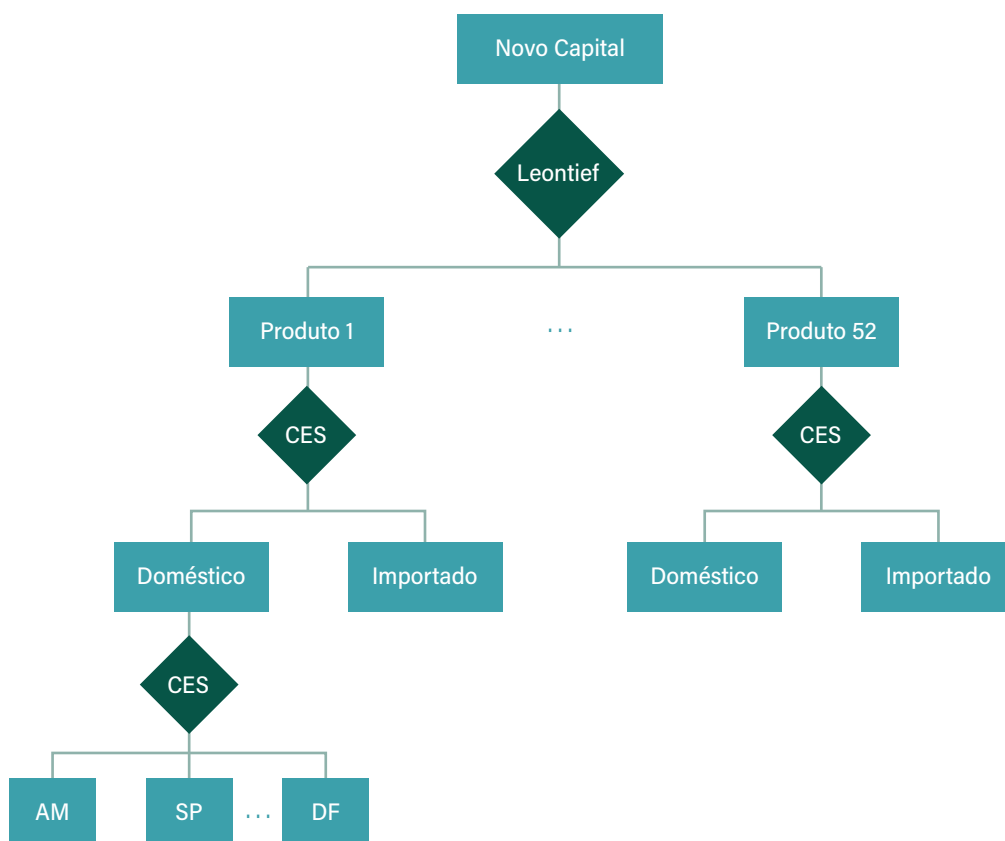 Novo Capital
Leontief
Produto 1
...
Produto 52
CES
CES
Doméstico
Importado
Doméstico
Importado
CES
AM
SP
...
DF